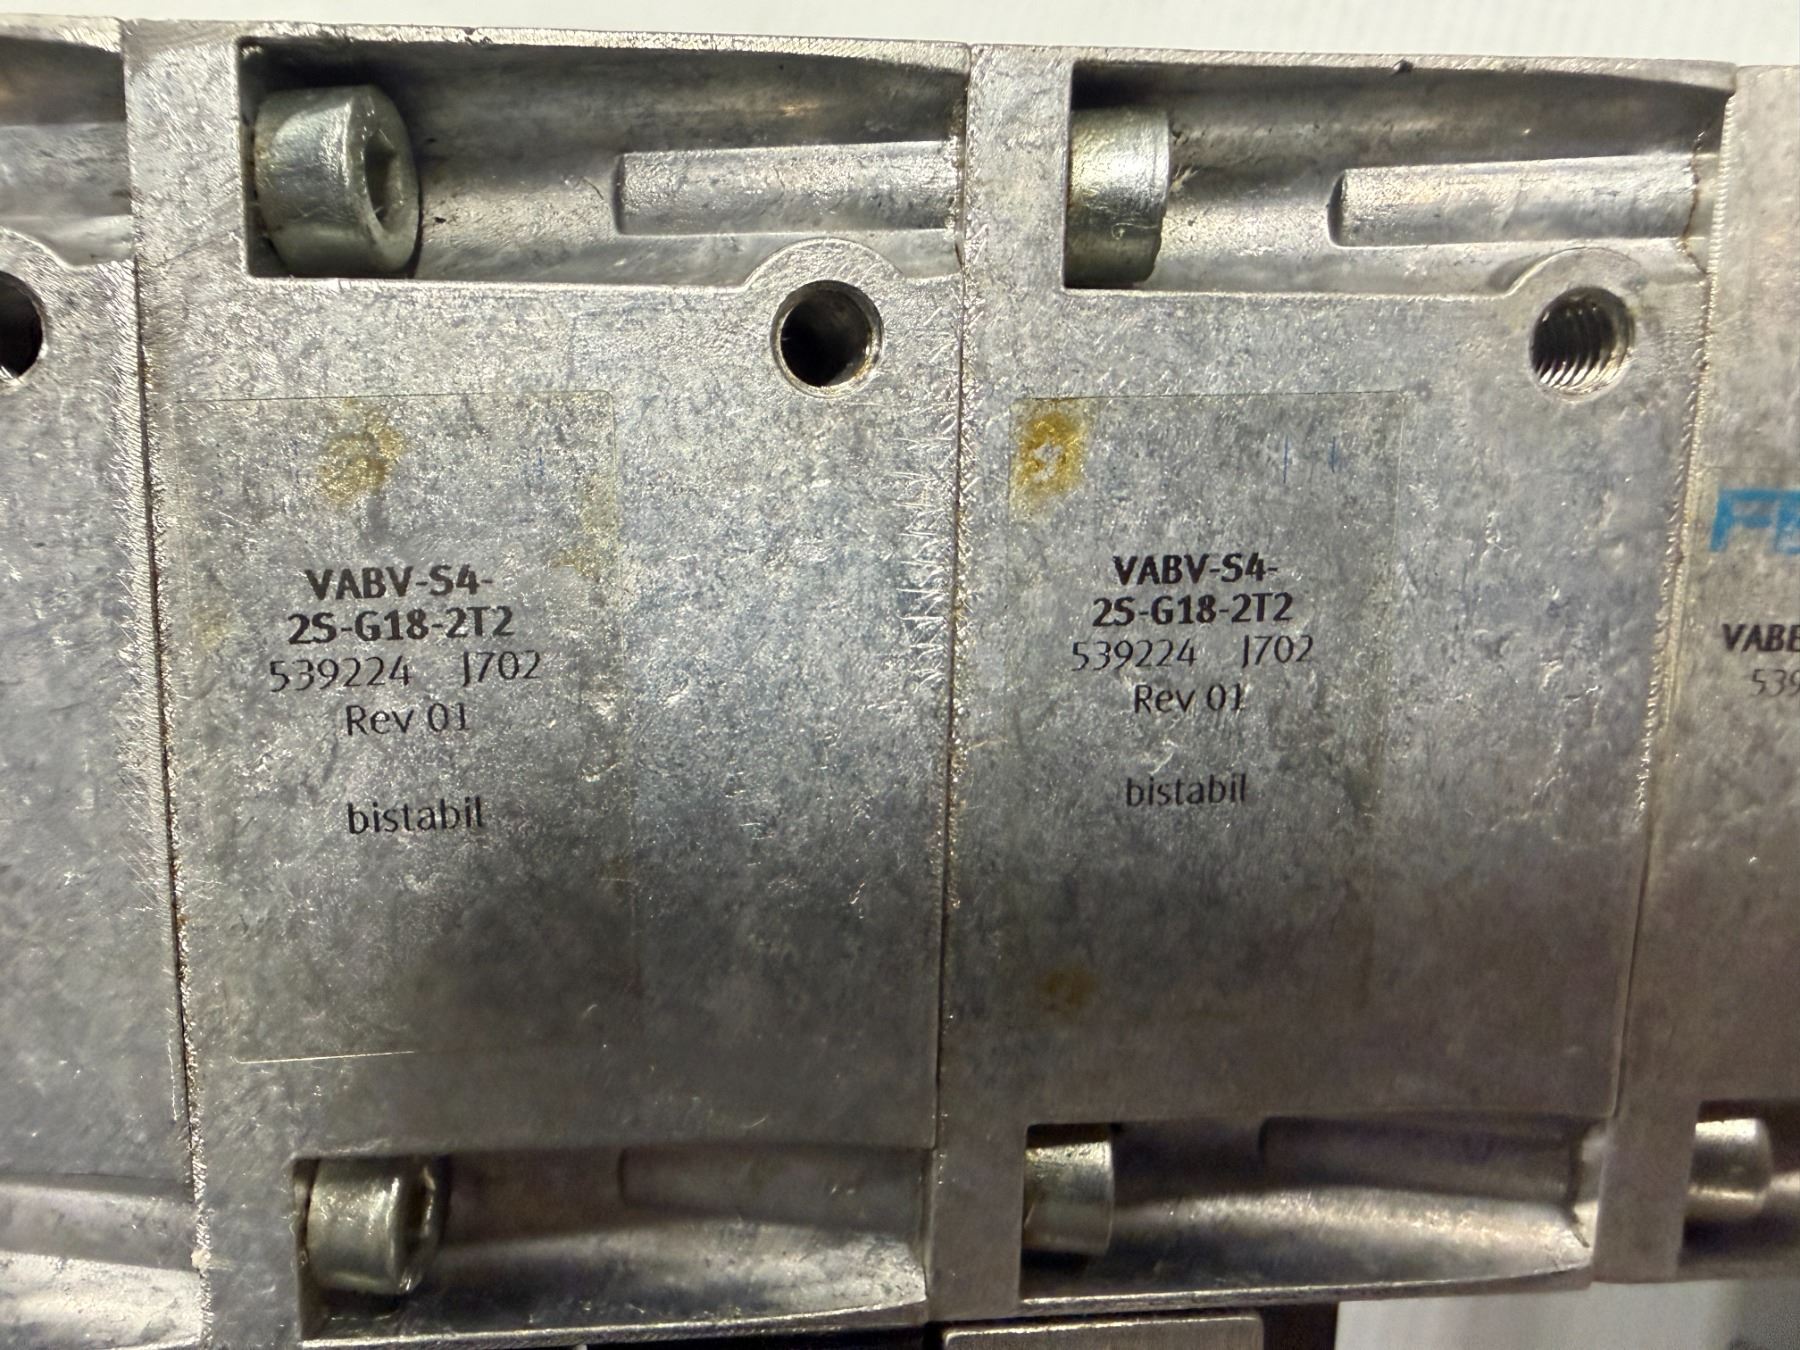 VABV-S4-
2S-G18-2T2
539224 J702
Rev 01
bistabil
VABV-S4-
2S-G18-2T2
539224 J702
Rev 01
bistabil